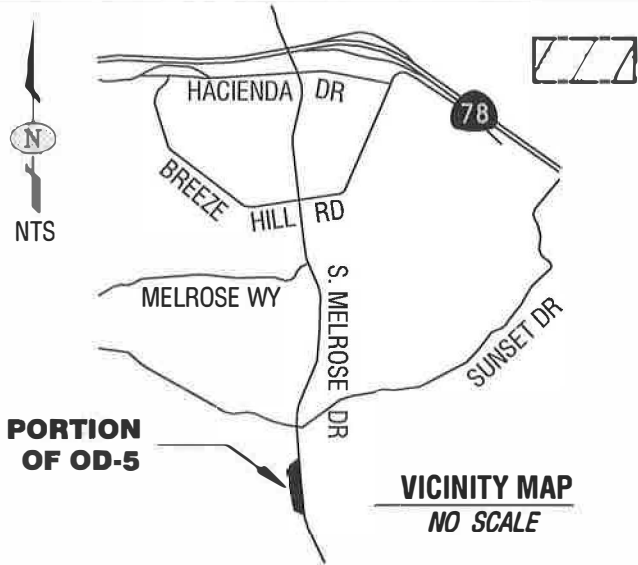 HACIENDA DR
78
N
NTS
BREEZE HILL RD
MELROSE WY
S. MELROSE DR
SUNSET DR
PORTION
OF OD-5
VICINITY MAP
NO SCALE